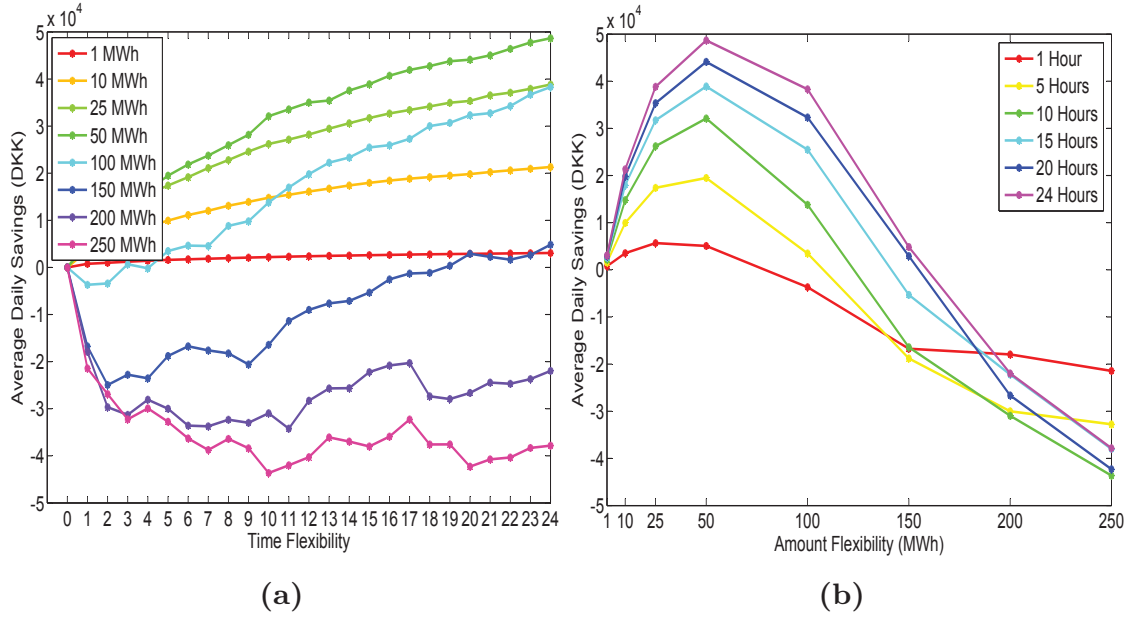 x 10⁴
5
4
3
2
1
0
-1
-2
-3
-4
-5
Average Daily Savings (DKK)
1 MWh
10 MWh
25 MWh
50 MWh
100 MWh
150 MWh
200 MWh
250 MWh
0 1 2 3 4 5 6 7 8 9 10 11 12 13 14 15 16 17 18 19 20 21 22 23 24
Time Flexibility
(a)
x 10⁴
5
4
3
2
1
0
-1
-2
-3
-4
-5
Average Daily Savings (DKK)
1 Hour
5 Hours
10 Hours
15 Hours
20 Hours
24 Hours
1 10 25 50 100 150 200 250
Amount Flexibility (MWh)
(b)